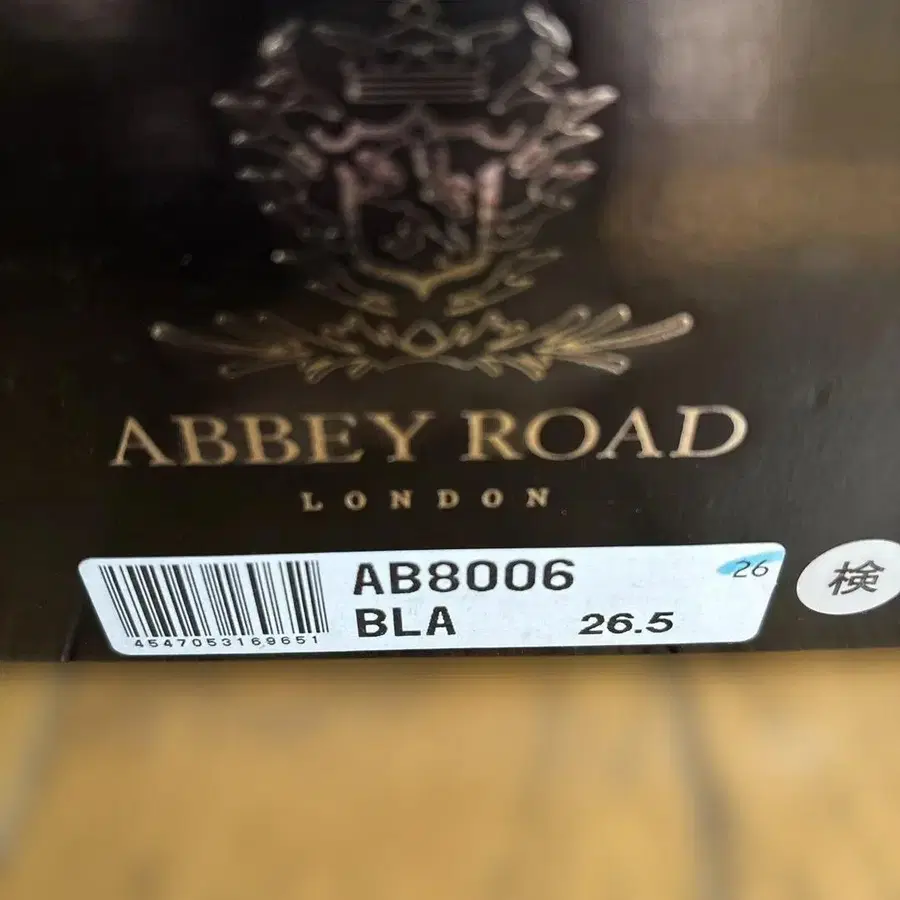 ABBEY ROAD
LONDON
AB8006
26
BLA 26.5
4547053169651
検